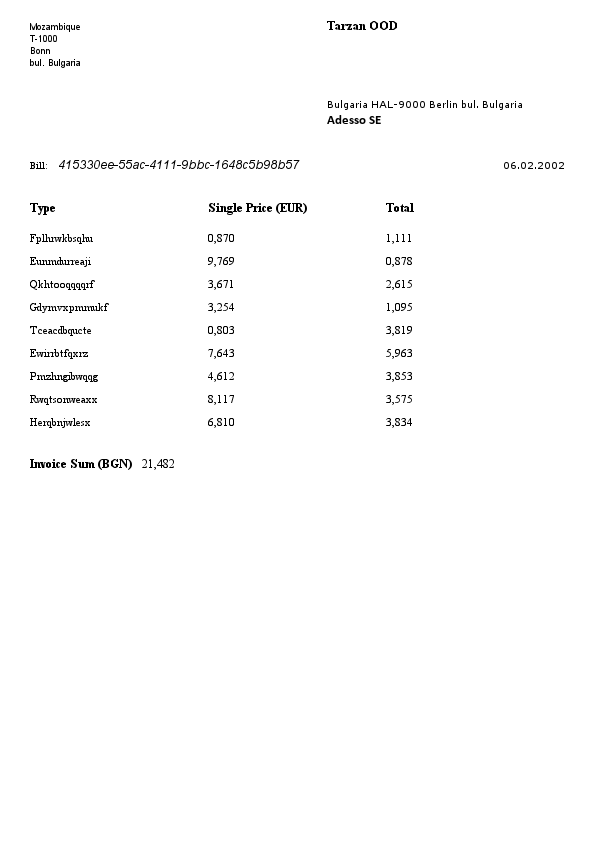 Mozambique
T-1000
Bonn
bul. Bulgaria
Tarzan OOD
Bulgaria HAL-9000 Berlin bul. Bulgaria
Adesso SE
Bill: 415330ee-55ac-4111-9bbc-1648c5b98b57 06.02.2002
Type Single Price (EUR) Total
Fplhrwkbsqhu 0,870 1,111
Eunmdurreaji 9,769 0,878
Qkhtooqqqqrf 3,671 2,615
Gdymvxpmmukf 3,254 1,095
Tceacdbqucte 0,803 3,819
Ewirrbtfqxrz 7,643 5,963
Pmzhngibwqqg 4,612 3,853
Rwqtsonweaxx 8,117 3,575
Herqbnjwlesx 6,810 3,834
Invoice Sum (BGN) 21,482